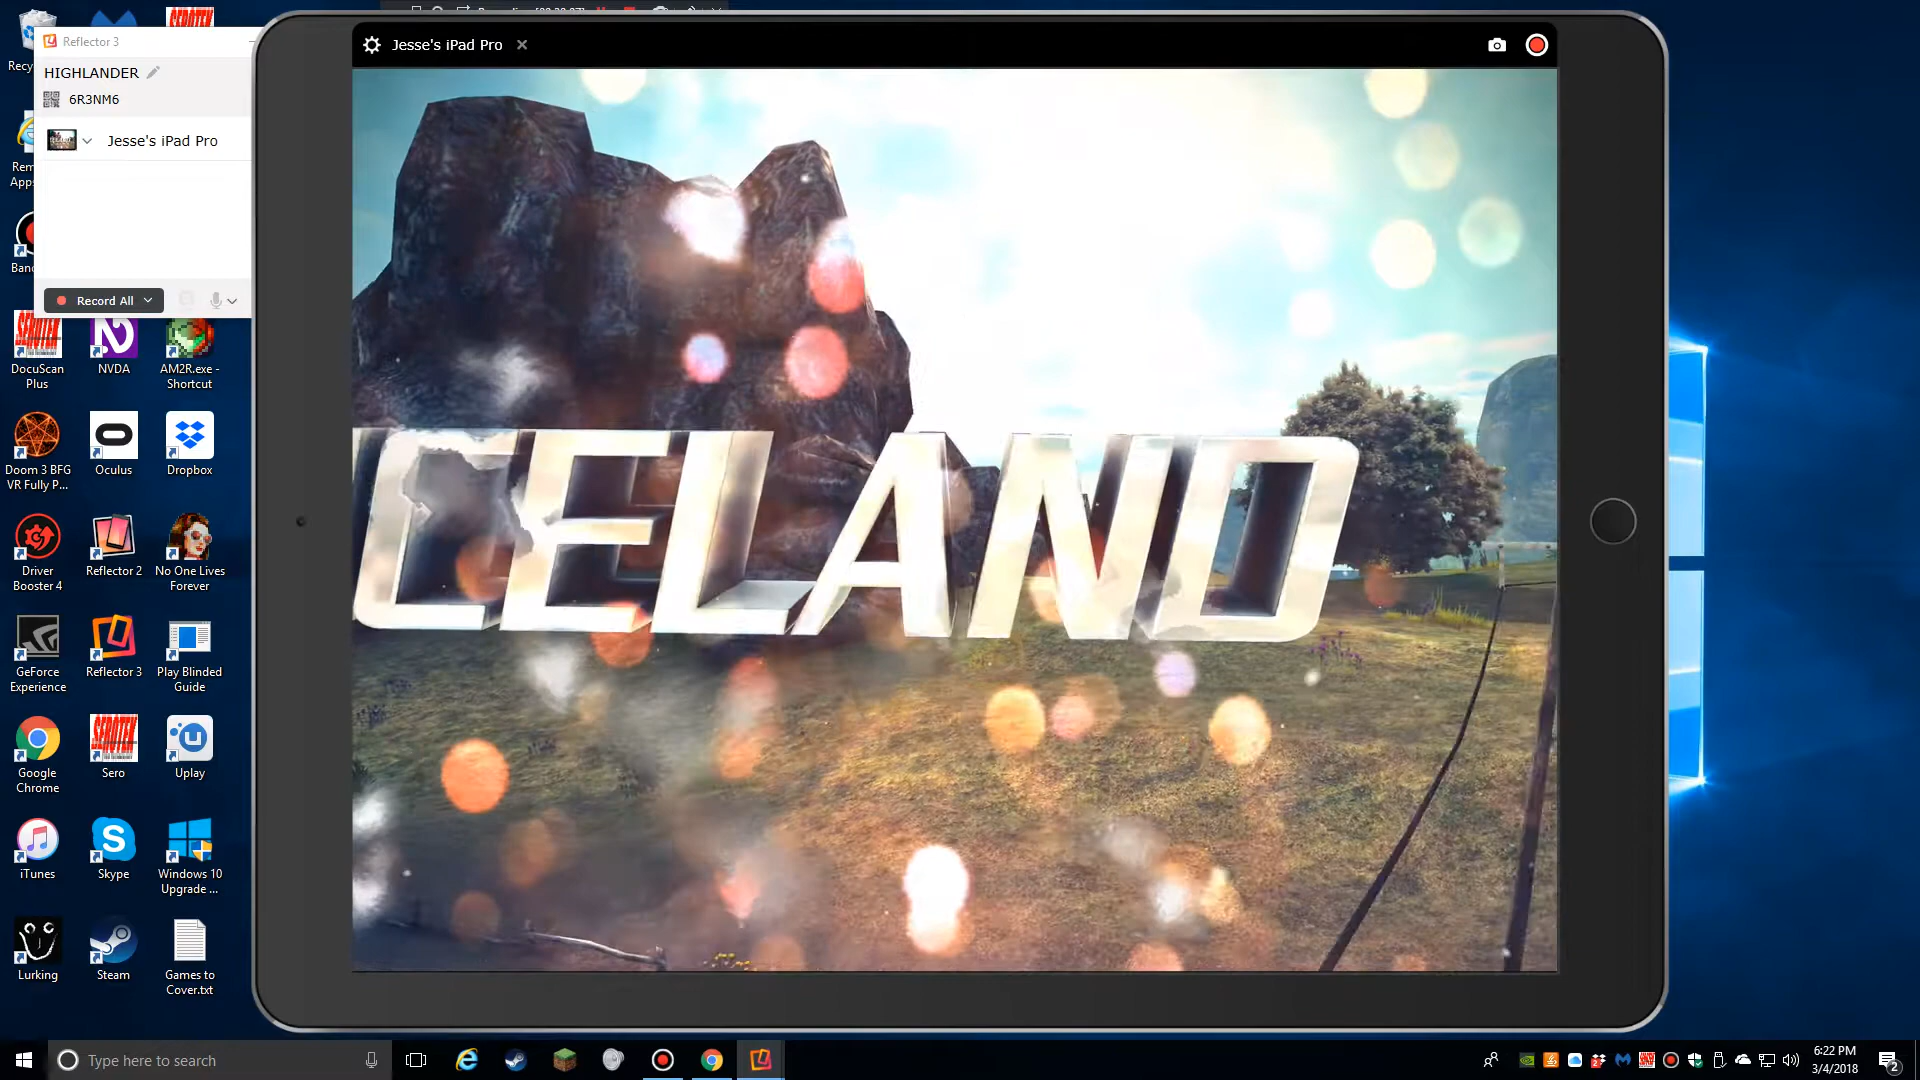 Reflector 3
HIGHLANDER
6R3NM6
Jesse's iPad Pro
Record All
Jesse's iPad Pro
CELAND
DocuScan
Plus
NVDA
AM2R.exe -
Shortcut
Doom 3 BFG
VR Fully P...
Oculus
Dropbox
Driver
Booster 4
Reflector 2
No One Lives
Forever
GeForce
Experience
Reflector 3
Play Blinded
Guide
SEROTEK
Google
Chrome
Sero
Uplay
iTunes
Skype
Windows 10
Upgrade ...
Lurking
Steam
Games to
Cover.txt
Type here to search
6:22 PM
3/4/2018
2